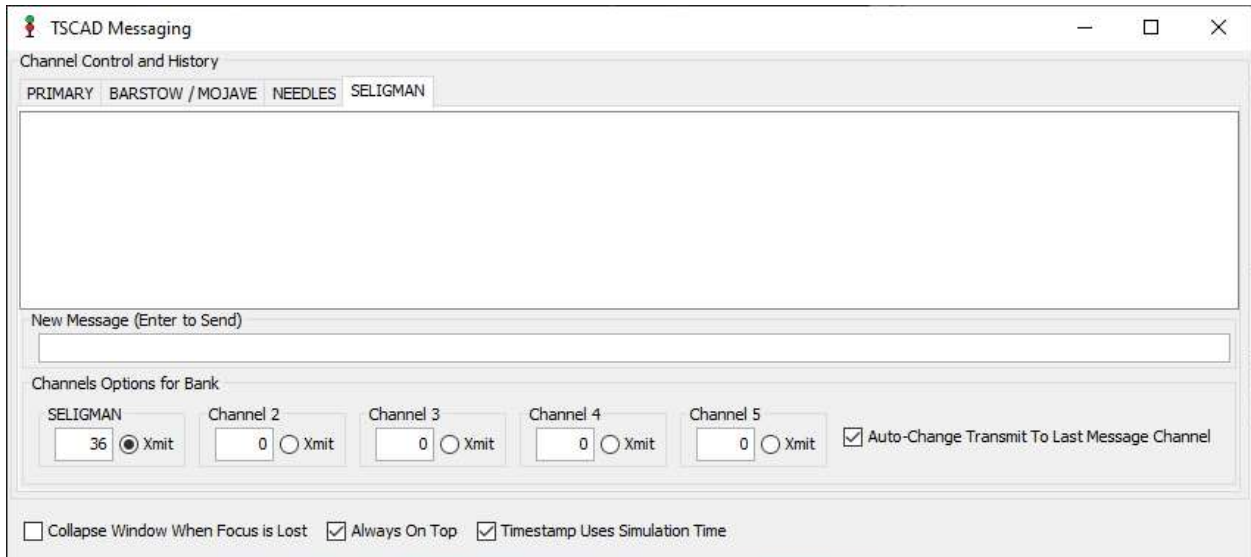 TSCAD Messaging
Channel Control and History
PRIMARY BARSTOW / MOJAVE NEEDLES SELIGMAN
New Message (Enter to Send)
Channels Options for Bank
SELIGMAN Channel 2 Channel 3 Channel 4 Channel 5
36 Xmit 0 Xmit 0 Xmit 0 Xmit 0 Xmit Auto-Change Transmit To Last Message Channel
Collapse Window When Focus is Lost Always On Top Timestamp Uses Simulation Time